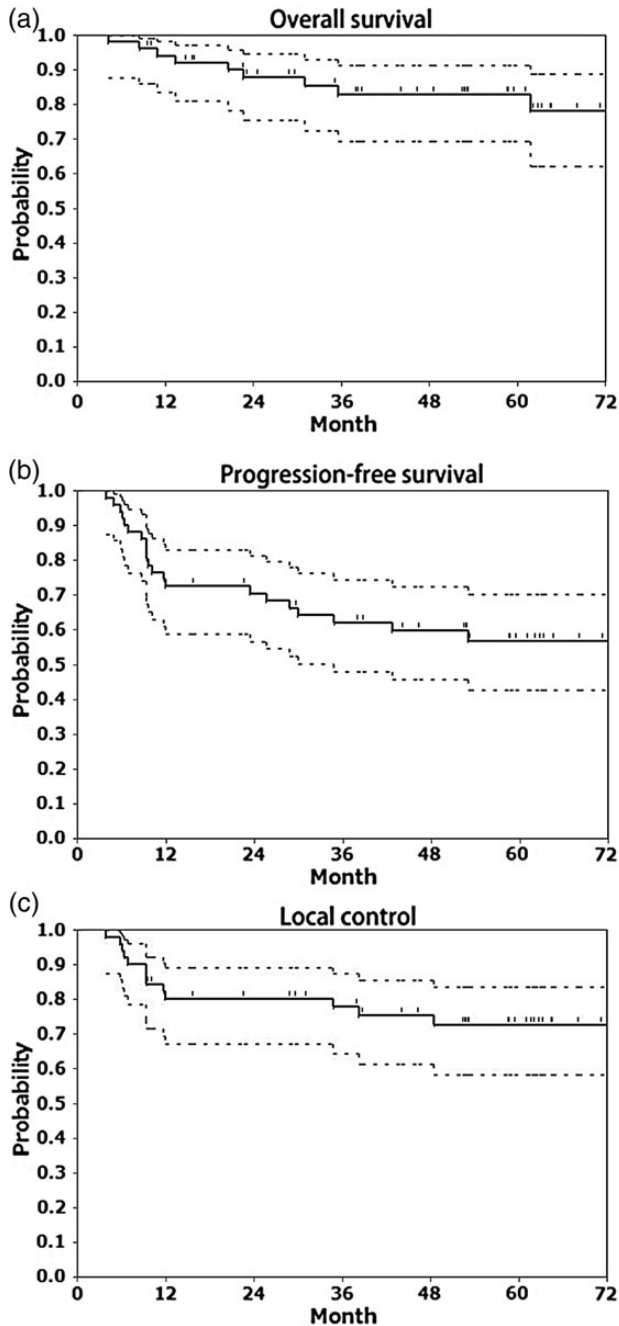 (a)
Overall survival
1.0
0.9
0.8
0.7
0.6
0.5
0.4
0.3
0.2
0.1
0.0
Probability
0 12 24 36 48 60 72
Month
(b)
Progression-free survival
1.0
0.9
0.8
0.7
0.6
0.5
0.4
0.3
0.2
0.1
0.0
Probability
0 12 24 36 48 60 72
Month
(c)
Local control
1.0
0.9
0.8
0.7
0.6
0.5
0.4
0.3
0.2
0.1
0.0
Probability
0 12 24 36 48 60 72
Month